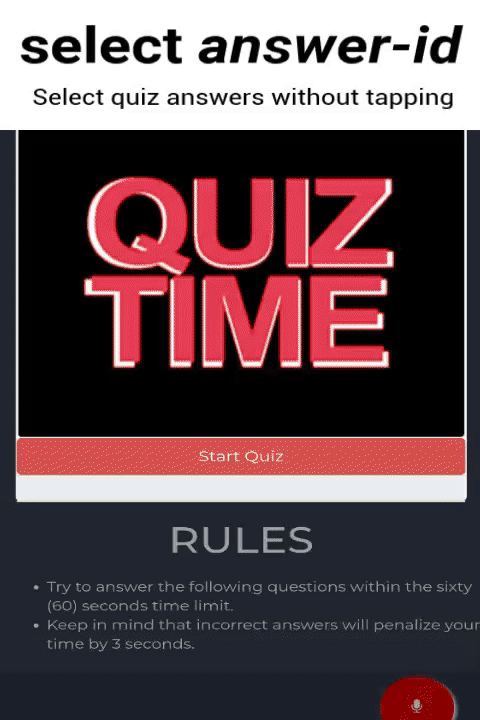 select answer-id
Select quiz answers without tapping
QUIZ
TIME
Start Quiz
RULES
• Try to answer the following questions within the sixty
(60) seconds time limit.
• Keep in mind that incorrect answers will penalize your
time by 3 seconds.